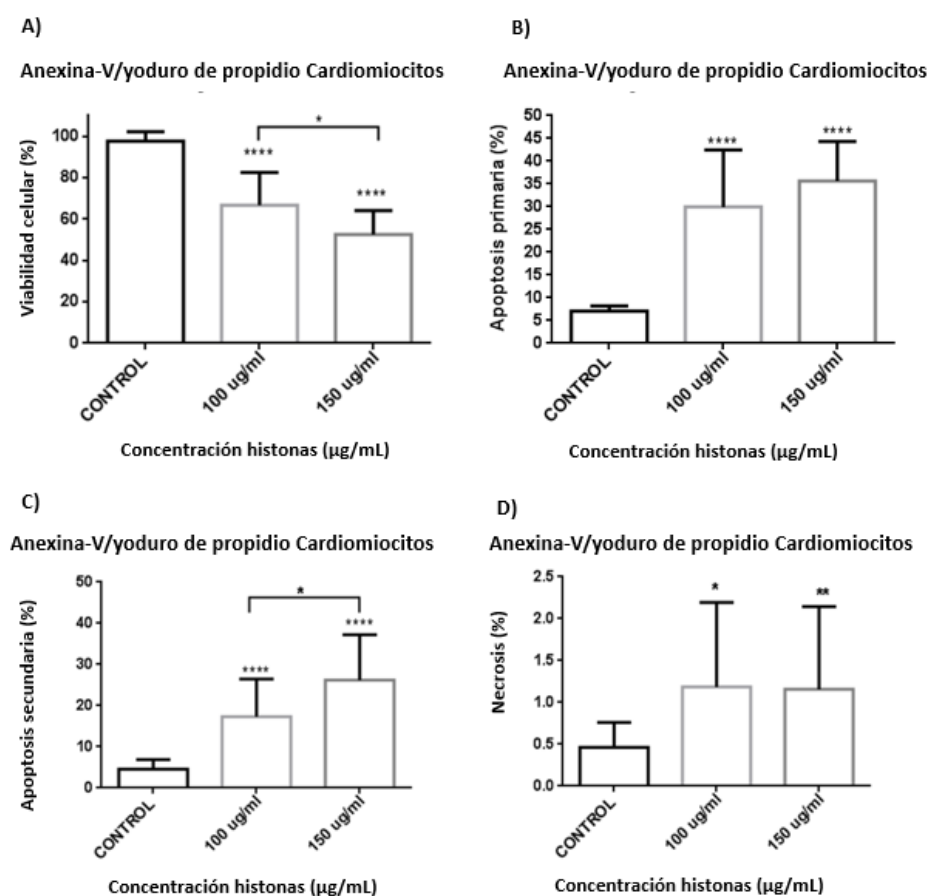 A)
Anexina-V/yoduro de propidio Cardiomiocitos
Viabilidad celular (%)
100
80
60
40
20
0
*
****
****
CONTROL
100 ug/ml
150 ug/ml
Concentración histonas (µg/mL)
B)
Anexina-V/yoduro de propidio Cardiomiocitos
Apoptosis primaria (%)
50
45
40
35
30
25
20
15
10
5
0
****
****
CONTROL
100 ug/ml
150 ug/ml
Concentración histonas (µg/mL)
C)
Anexina-V/yoduro de propidio Cardiomiocitos
Apoptosis secundaria (%)
50
40
30
20
10
0
*
****
****
CONTROL
100 ug/ml
150 ug/ml
Concentración histonas (µg/mL)
D)
Anexina-V/yoduro de propidio Cardiomiocitos
Necrosis (%)
2.5
2.0
1.5
1.0
0.5
0.0
*
**
CONTROL
100 ug/ml
150 ug/ml
Concentración histonas (µg/mL)